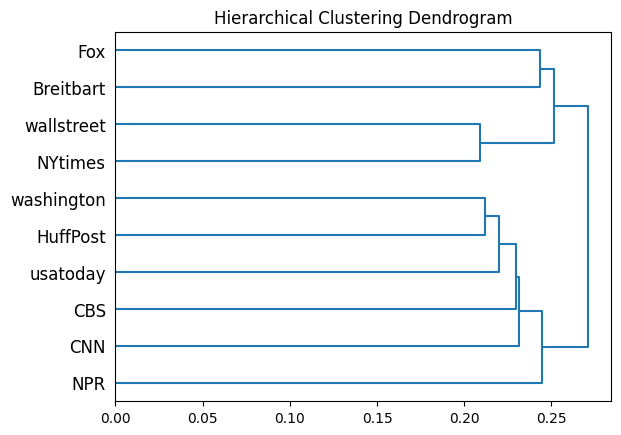 Hierarchical Clustering Dendrogram
Fox
Breitbart
wallstreet
NYtimes
washington
HuffPost
usatoday
CBS
CNN
NPR
0.00 0.05 0.10 0.15 0.20 0.25